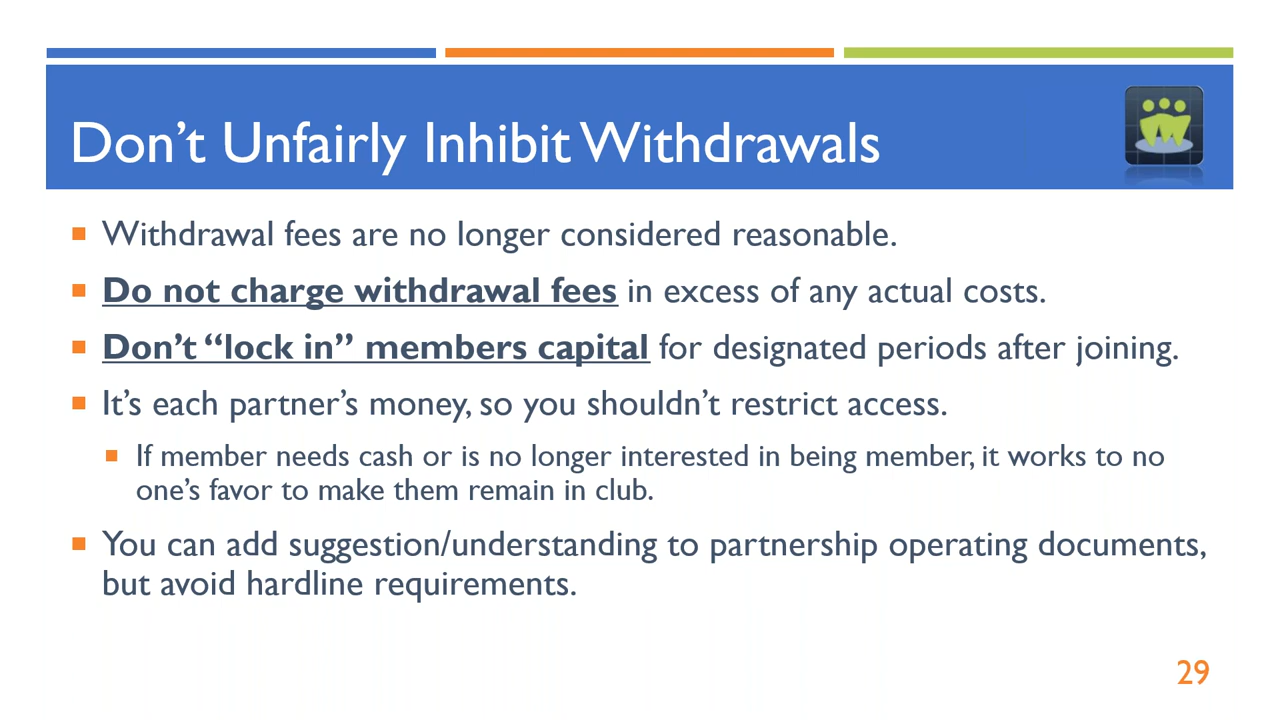 Don’t Unfairly Inhibit Withdrawals
Withdrawal fees are no longer considered reasonable.
Do not charge withdrawal fees in excess of any actual costs.
Don’t “lock in” members capital for designated periods after joining.
It’s each partner’s money, so you shouldn’t restrict access.
If member needs cash or is no longer interested in being member, it works to no
one’s favor to make them remain in club.
You can add suggestion/understanding to partnership operating documents,
but avoid hardline requirements.
29